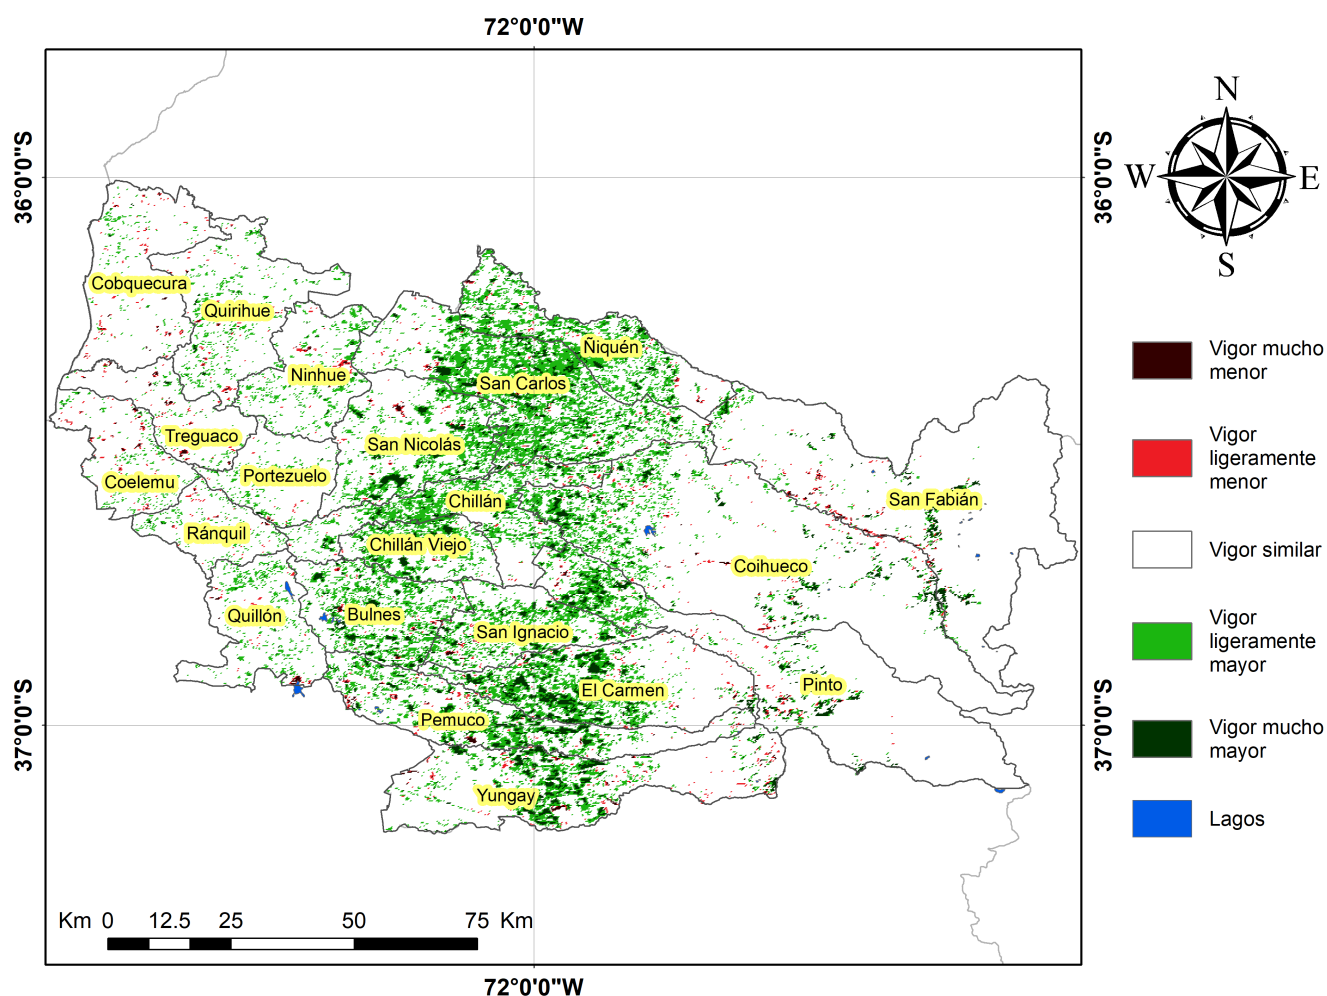 72°0'0"W
36°0'0"S
36°0'0"S
N
W
E
S
Cobquecura
Quirihue
Ñiquén
Ninhue
San Carlos
Treguaco
San Nicolás
Portezuelo
Coelemu
Chillán
San Fabián
Ránquil
Chillán Viejo
Coihueco
Quillón
Bulnes
San Ignacio
El Carmen
Pinto
Pemuco
Yungay
37°0'0"S
37°0'0"S
Vigor mucho
menor
Vigor
ligeramente
menor
Vigor similar
Vigor
ligeramente
mayor
Vigor mucho
mayor
Lagos
Km 0 12.5 25 50 75 Km
72°0'0"W